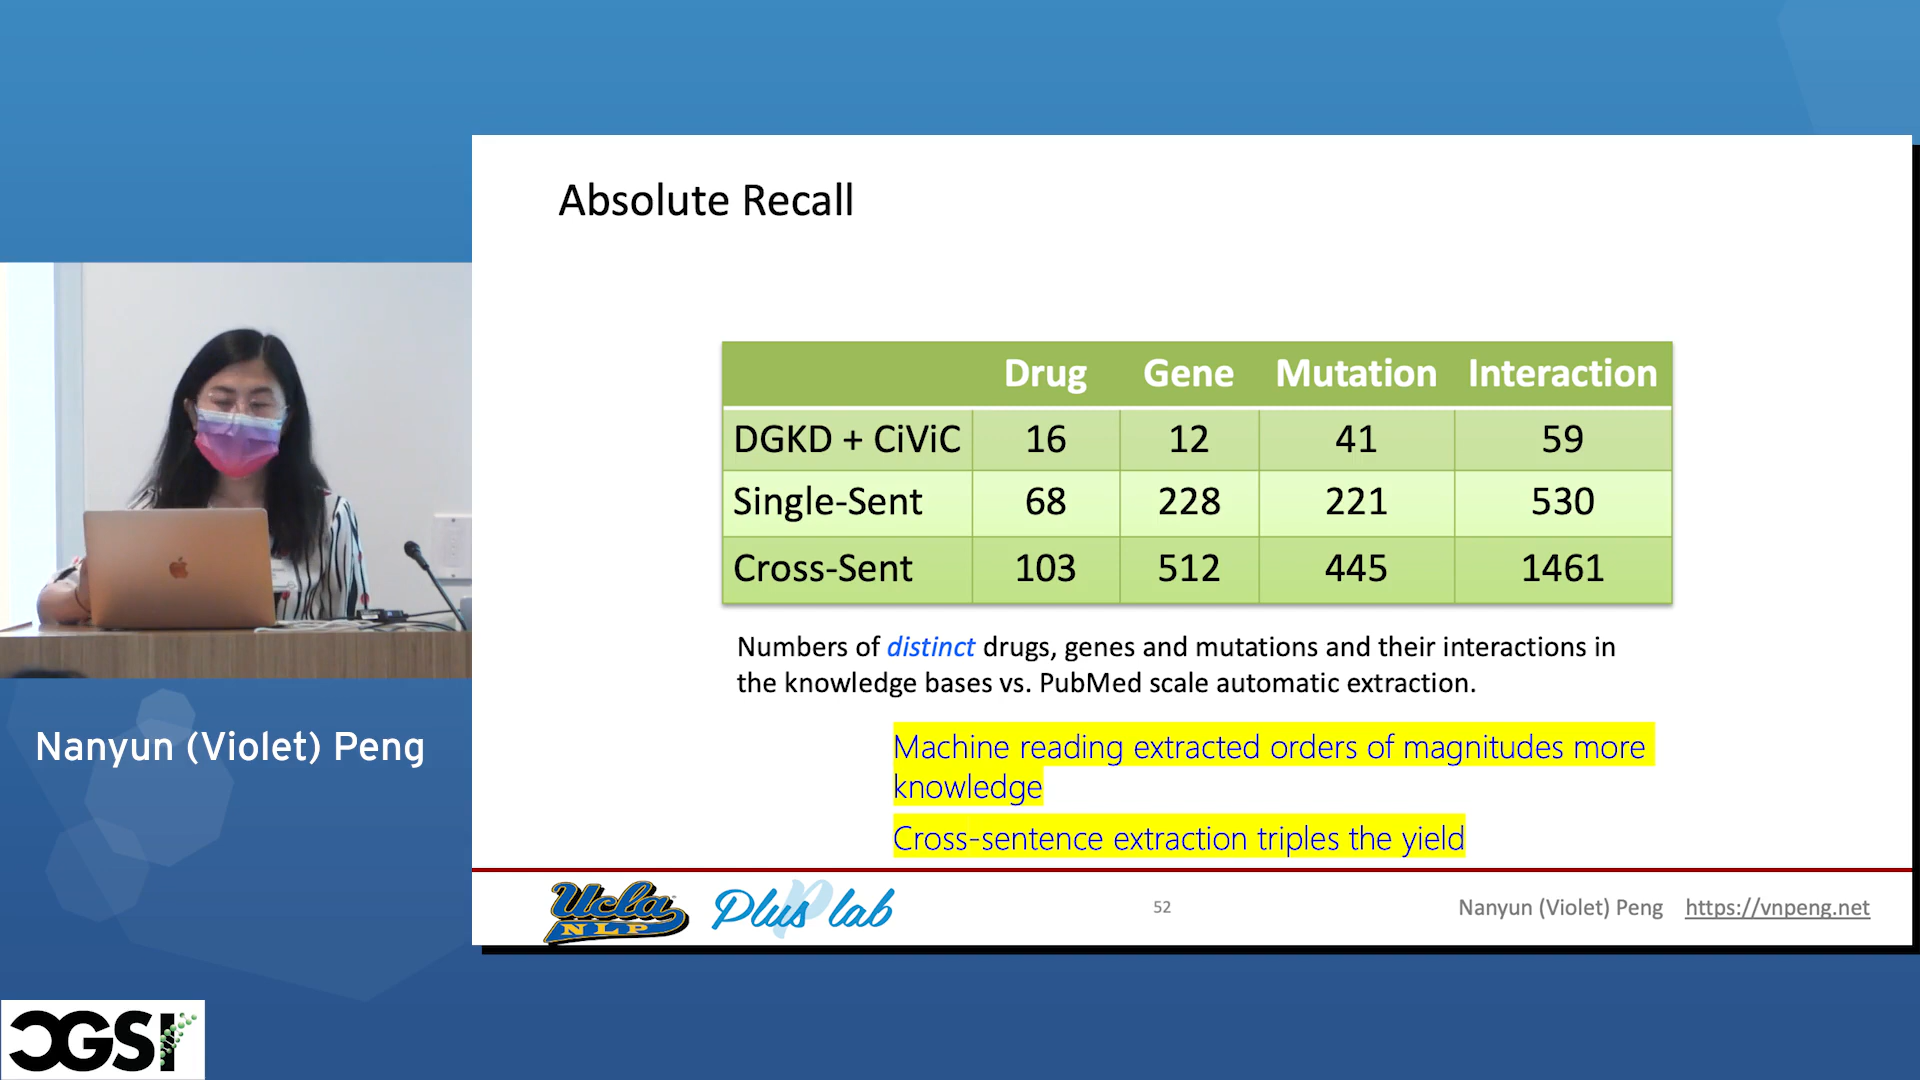 Absolute Recall
Drug Gene Mutation Interaction
DGKD + CiViC 16 12 41 59
Single-Sent 68 228 221 530
Cross-Sent 103 512 445 1461
Numbers of distinct drugs, genes and mutations and their interactions in
the knowledge bases vs. PubMed scale automatic extraction.
Machine reading extracted orders of magnitudes more
knowledge
Cross-sentence extraction triples the yield
Ucla NLP Plus lab 52 Nanyun (Violet) Peng https://vnpeng.net
Nanyun (Violet) Peng
CGSI